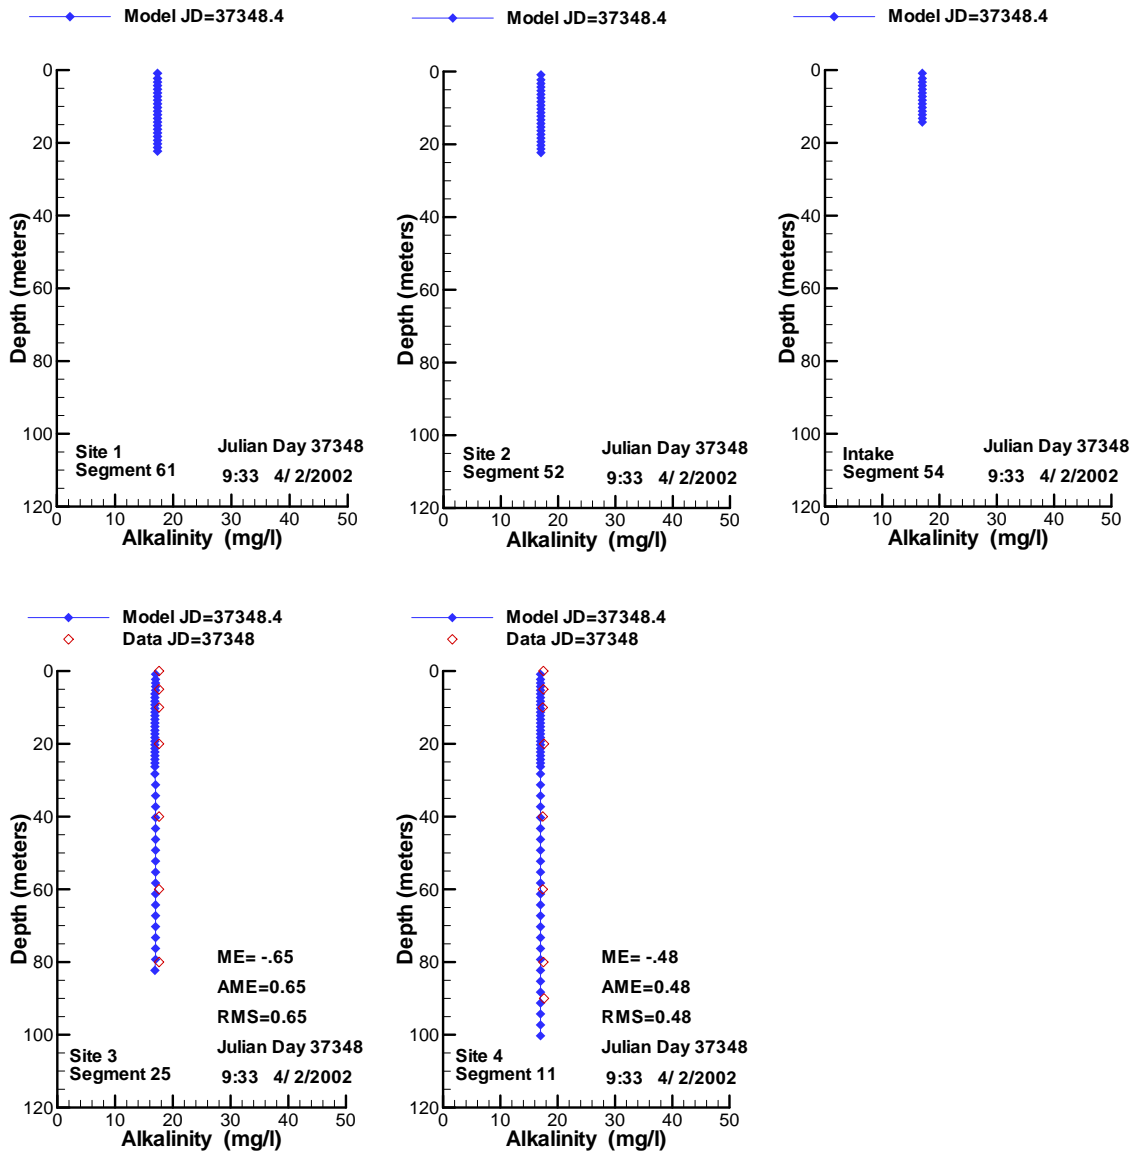 Model JD=37348.4
0
20
40
60
80
100
120
Depth (meters)
Site 1
Segment 61
Julian Day 37348
9:33 4/ 2/2002
0 10 20 30 40 50
Alkalinity (mg/l)
Model JD=37348.4
0
20
40
60
80
100
120
Depth (meters)
Site 2
Segment 52
Julian Day 37348
9:33 4/ 2/2002
0 10 20 30 40 50
Alkalinity (mg/l)
Model JD=37348.4
0
20
40
60
80
100
120
Depth (meters)
Intake
Segment 54
Julian Day 37348
9:33 4/ 2/2002
0 10 20 30 40 50
Alkalinity (mg/l)
Model JD=37348.4
Data JD=37348
0
20
40
60
80
100
120
Depth (meters)
ME= -.65
AME=0.65
RMS=0.65
Site 3
Segment 25
Julian Day 37348
9:33 4/ 2/2002
0 10 20 30 40 50
Alkalinity (mg/l)
Model JD=37348.4
Data JD=37348
0
20
40
60
80
100
120
Depth (meters)
ME= -.48
AME=0.48
RMS=0.48
Site 4
Segment 11
Julian Day 37348
9:33 4/ 2/2002
0 10 20 30 40 50
Alkalinity (mg/l)